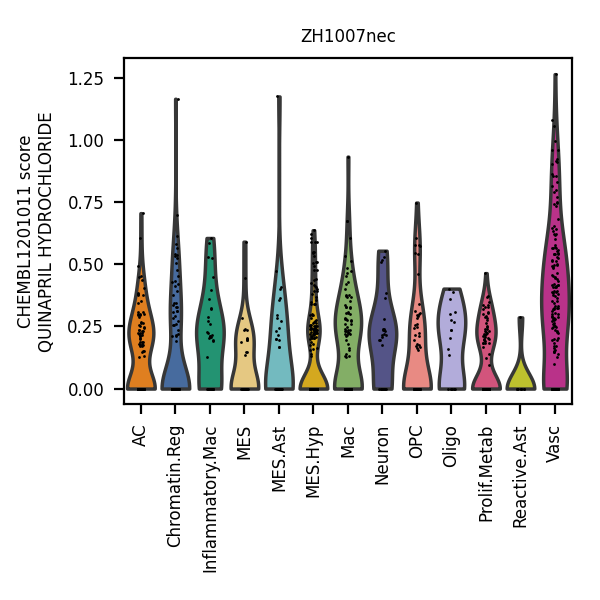 ZH1007nec
CHEMBL1201011 score
QUINAPRIL HYDROCHLORIDE
1.25
1.00
0.75
0.50
0.25
0.00
AC
Chromatin.Reg
Inflammatory.Mac
MES
MES.Ast
MES.Hyp
Mac
Neuron
OPC
Oligo
Prolif.Metab
Reactive.Ast
Vasc